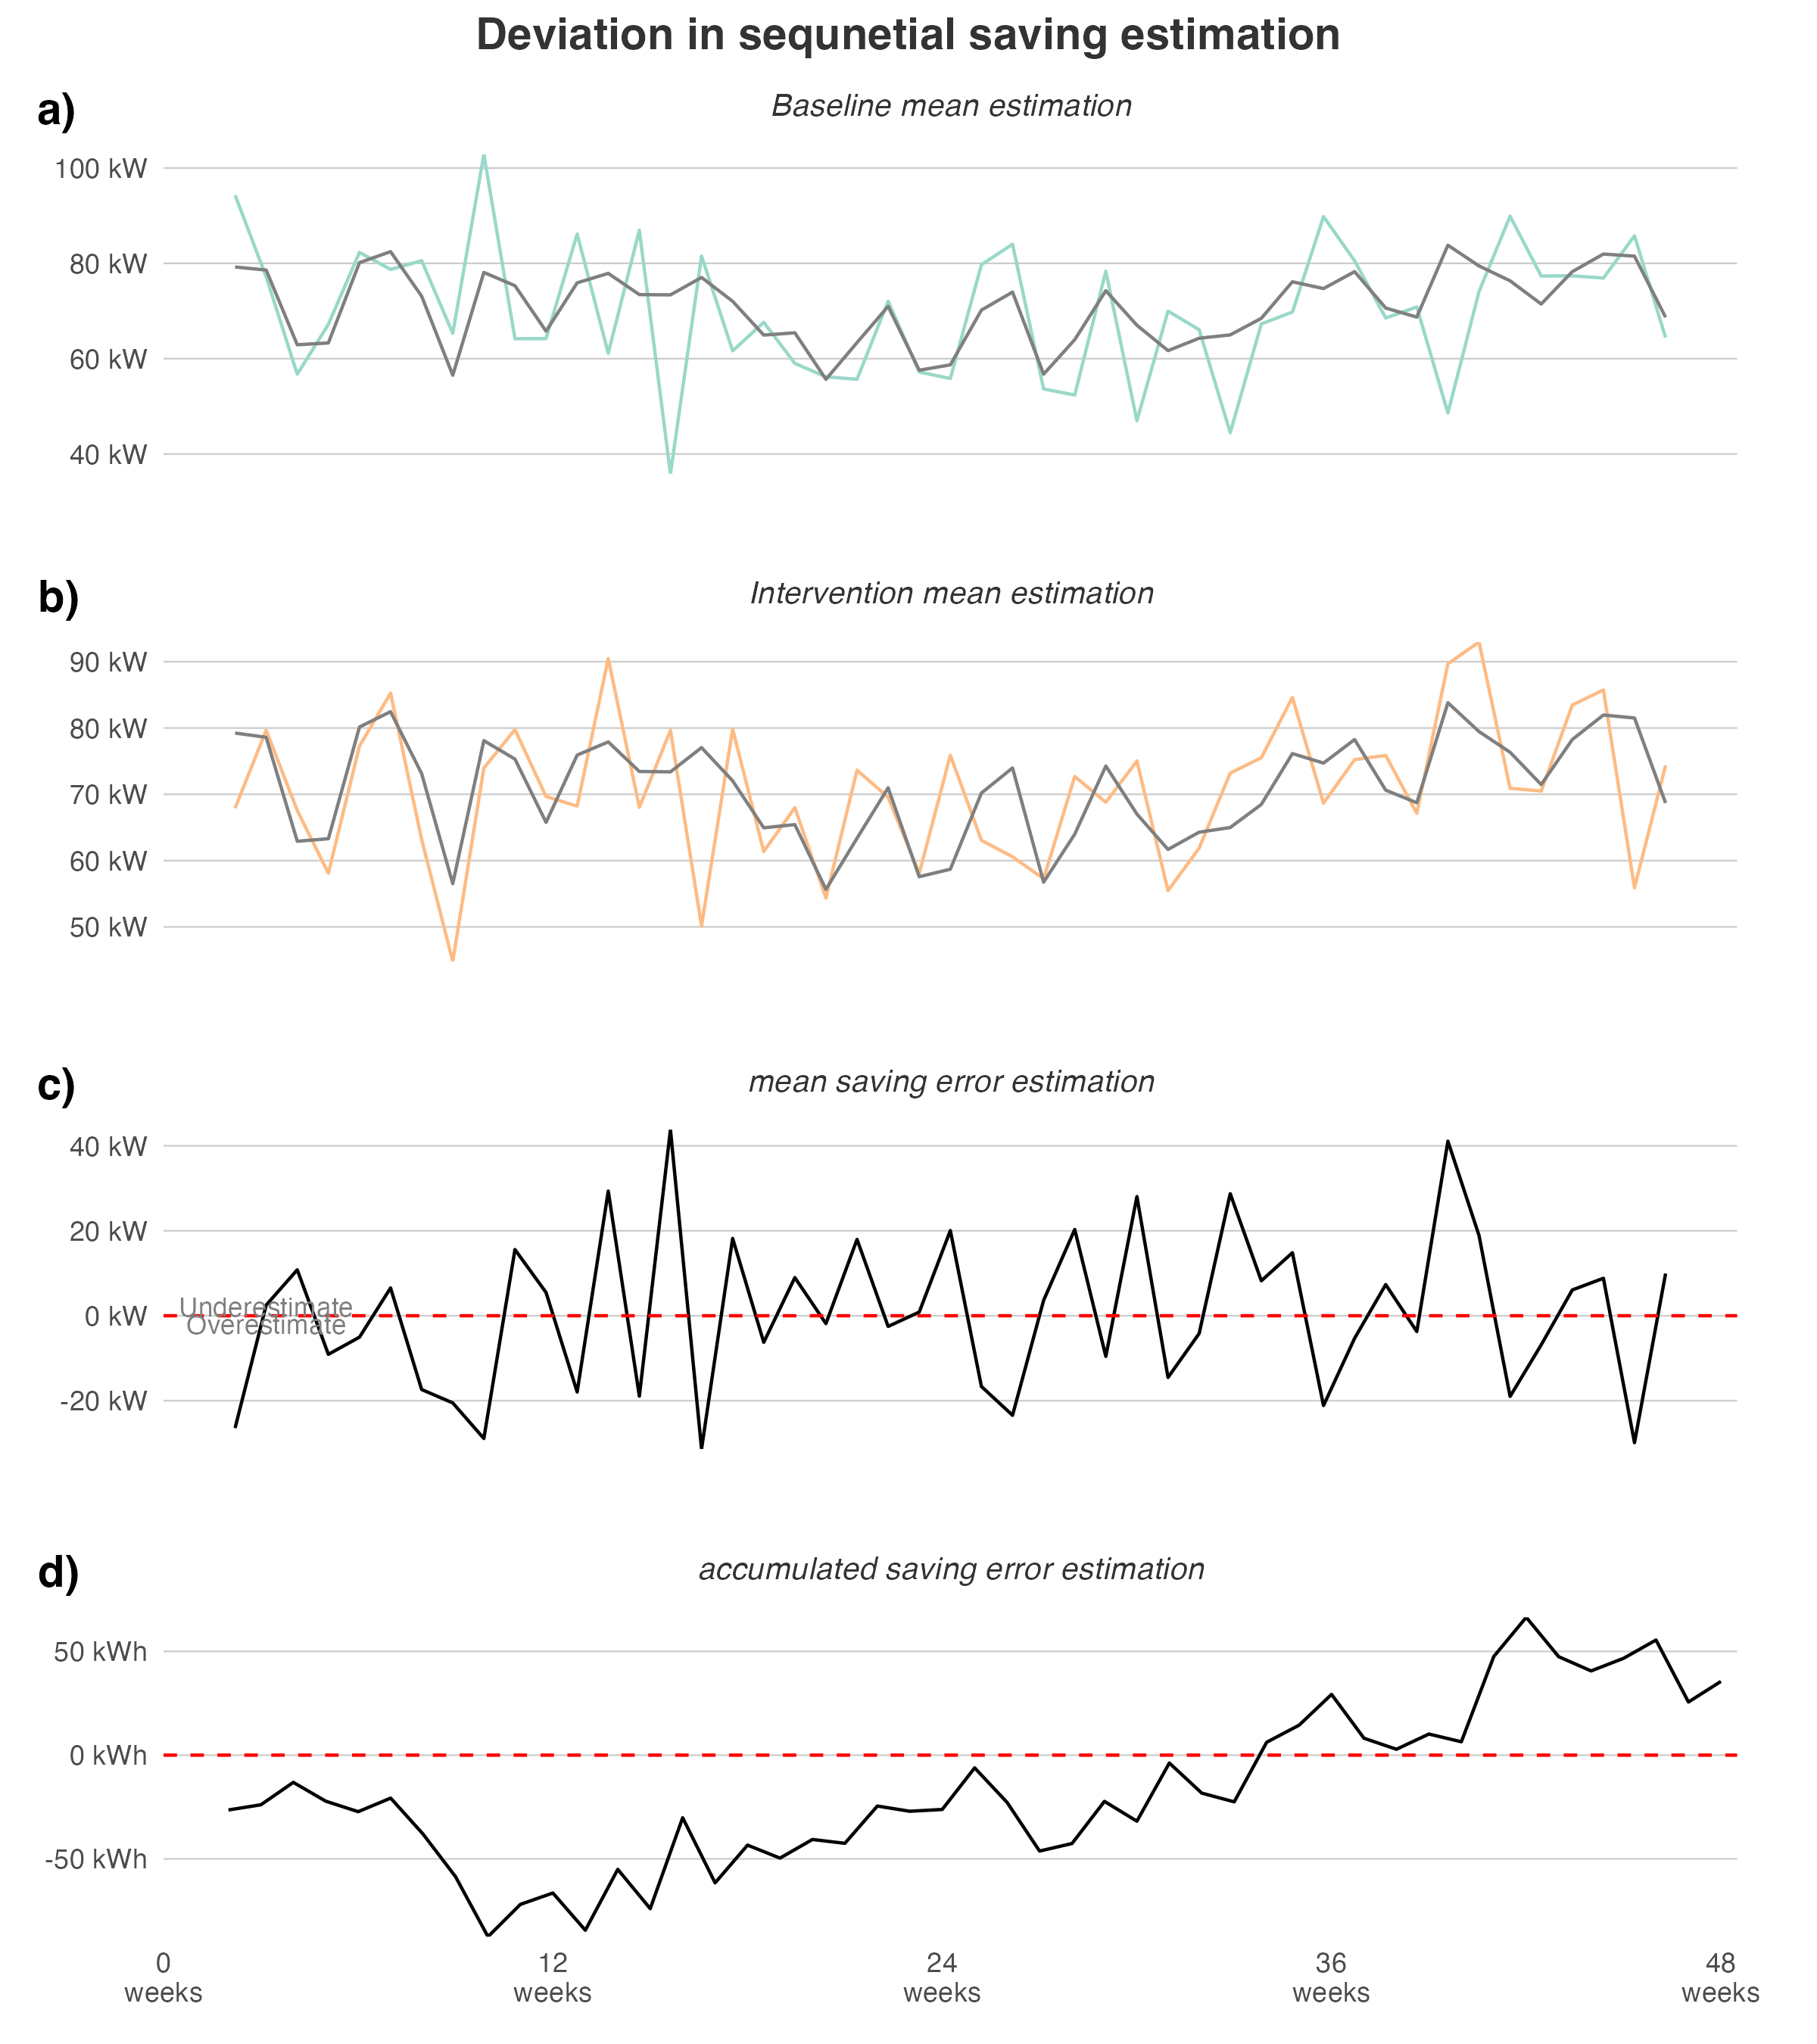 Deviation in sequnetial saving estimation
a)
Baseline mean estimation
100 kW
80 kW
60 kW
40 kW
b)
Intervention mean estimation
90 kW
80 kW
70 kW
60 kW
50 kW
c)
mean saving error estimation
40 kW
20 kW
Underestimate
0 kW
Overestimate
-20 kW
d)
accumulated saving error estimation
50 kWh
0 kWh
-50 kWh
0 12 24 36 48
weeks weeks weeks weeks weeks